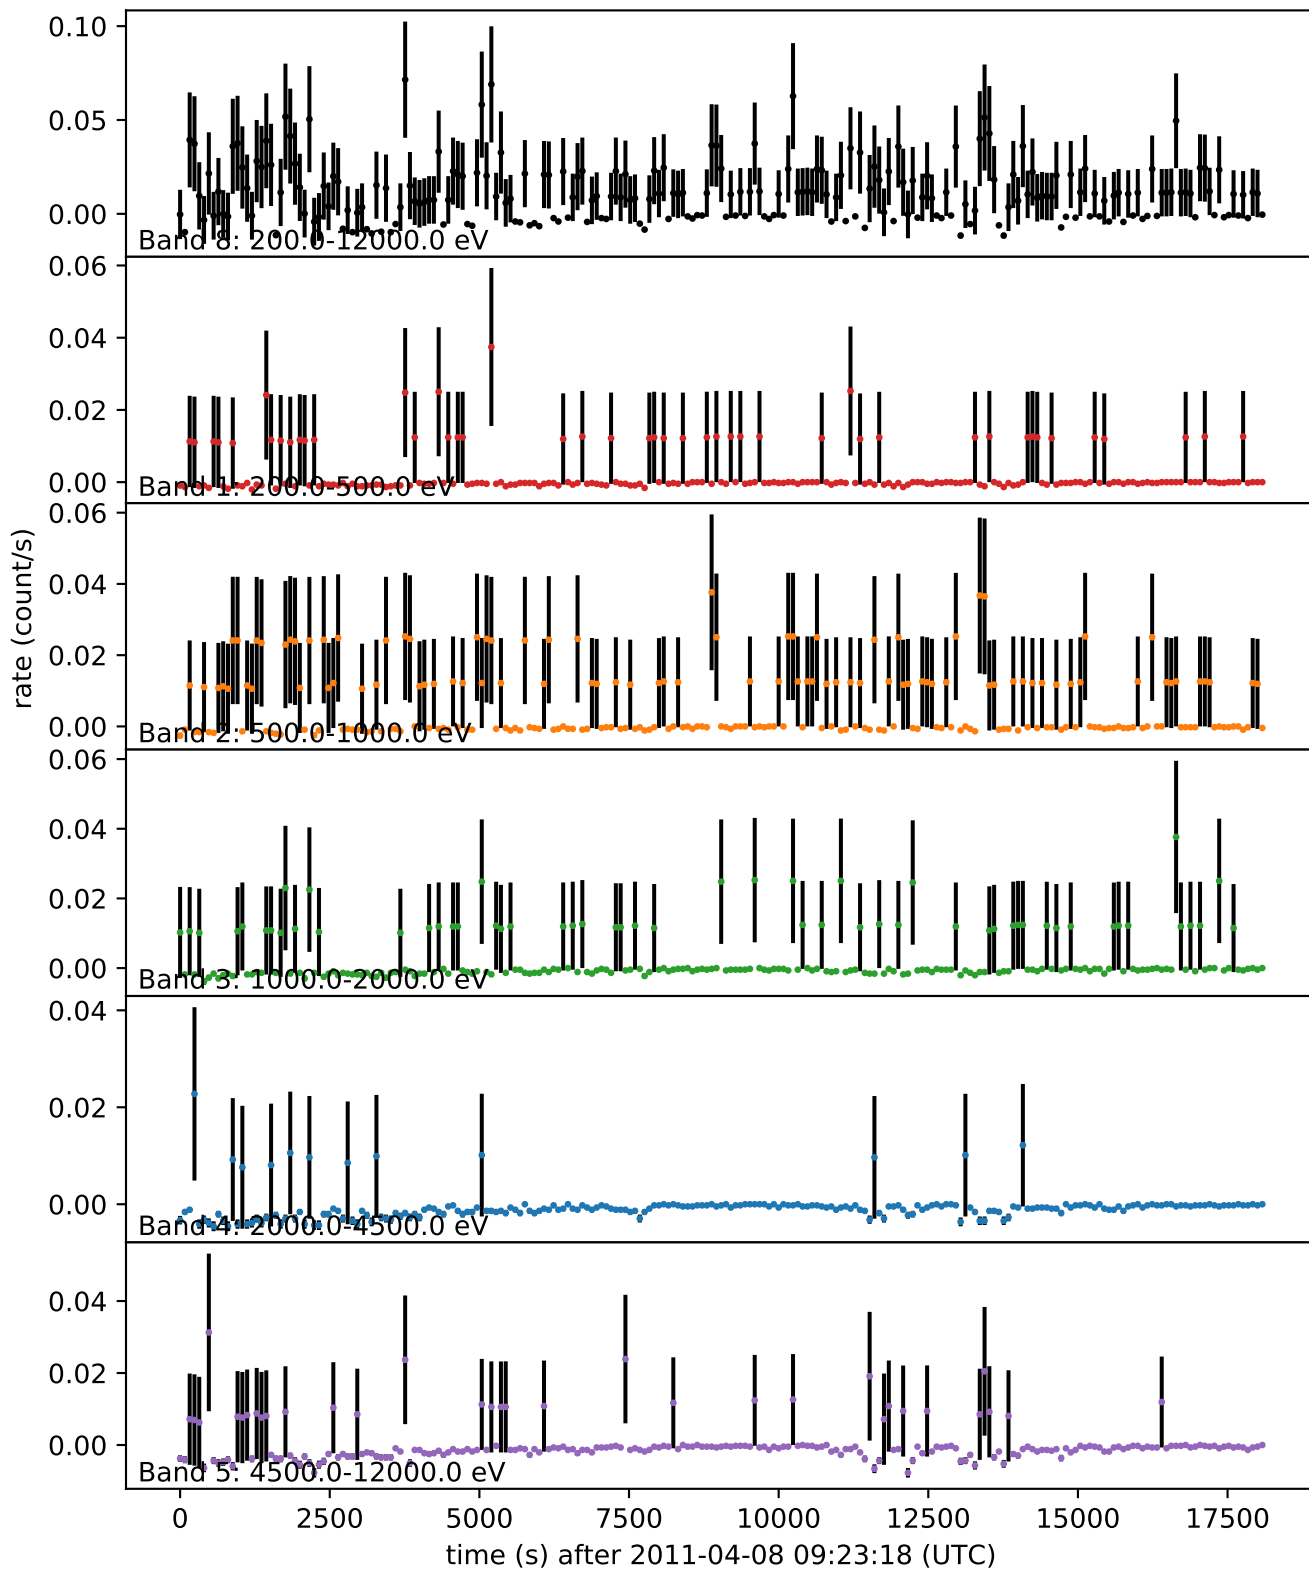 0.10
0.05
0.00
Band 8: 200.0-12000.0 eV
0.06
0.04
0.02
0.00
Band 1: 200.0-500.0 eV
0.06
0.04
0.02
0.00
Band 2: 500.0-1000.0 eV
rate (count/s)
0.06
0.04
0.02
0.00
Band 3: 1000.0-2000.0 eV
0.04
0.02
0.00
Band 4: 2000.0-4500.0 eV
0.04
0.02
0.00
Band 5: 4500.0-12000.0 eV
0 2500 5000 7500 10000 12500 15000 17500
time (s) after 2011-04-08 09:23:18 (UTC)